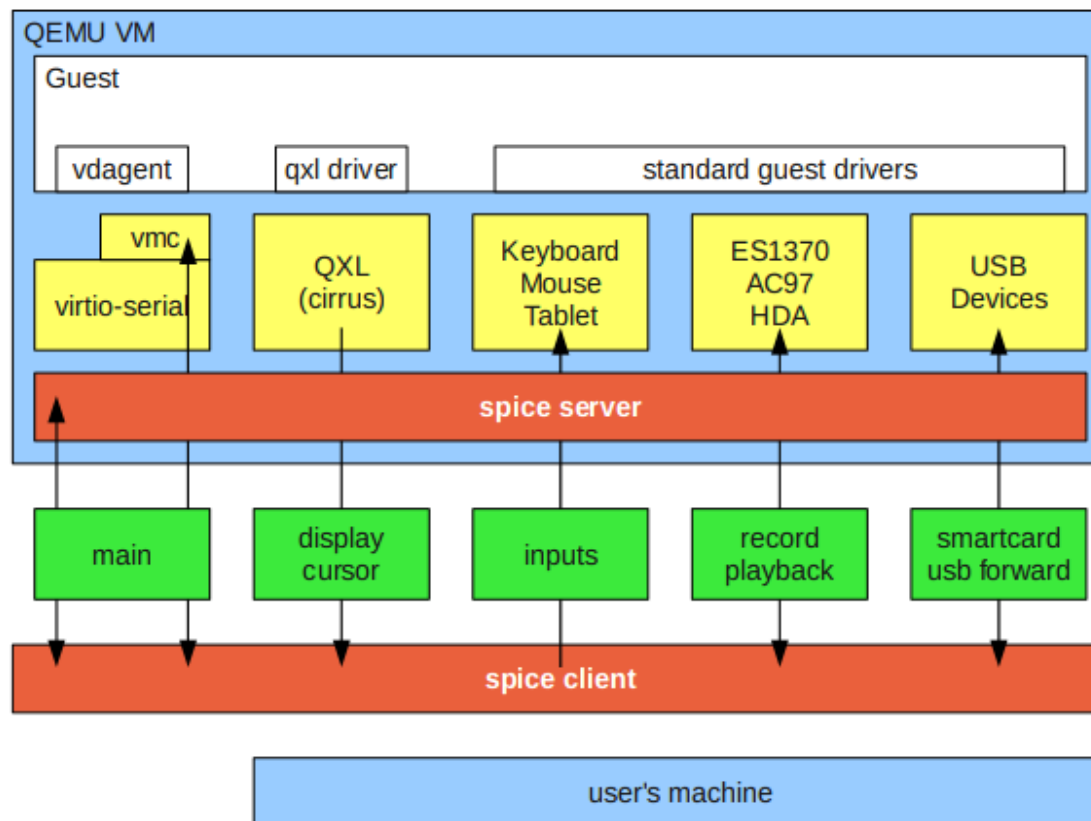 QEMU VM
Guest
vdagent
qxl driver
standard guest drivers
vmc
virtio-serial
QXL
(cirrus)
Keyboard
Mouse
Tablet
ES1370
AC97
HDA
USB
Devices
spice server
main
display
cursor
inputs
record
playback
smartcard
usb forward
spice client
user's machine